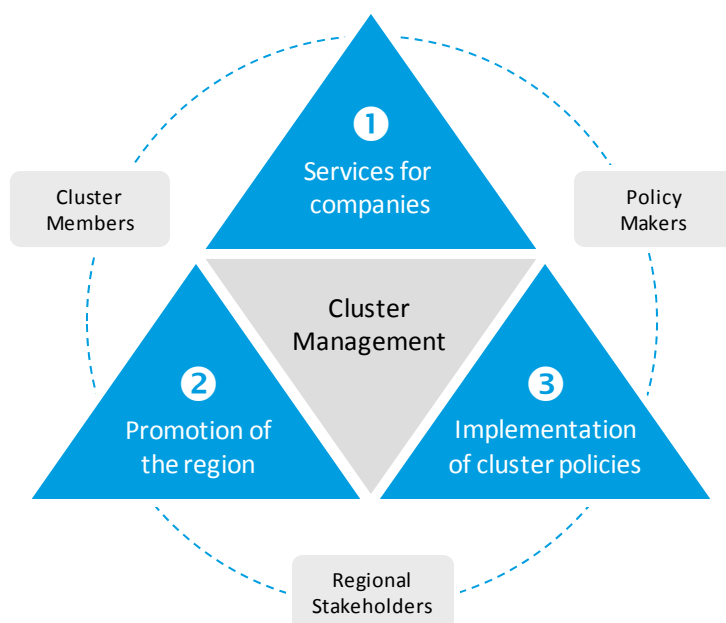 1
Services for
companies
Cluster
Members
Policy
Makers
Cluster
Management
2
Promotion of
the region
3
Implementation
of cluster policies
Regional
Stakeholders